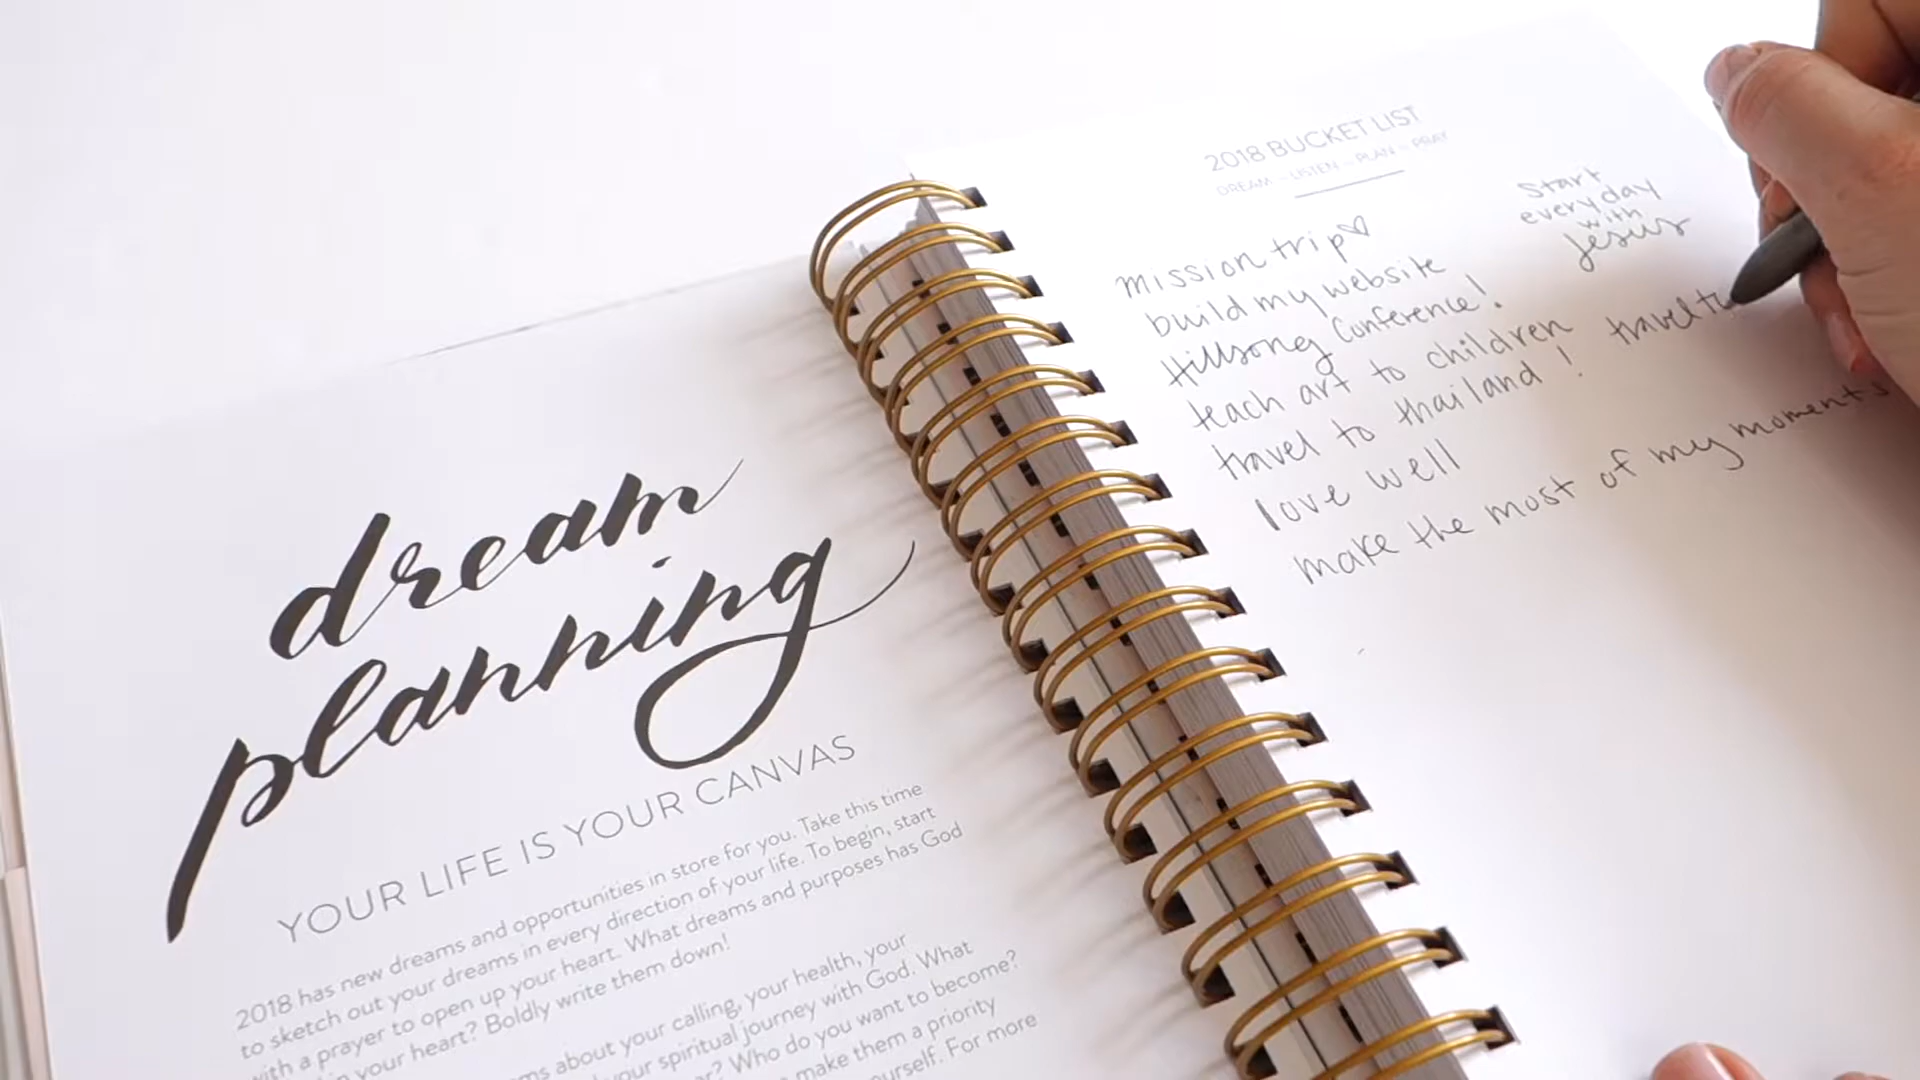 dream
planning
YOUR LIFE IS YOUR CANVAS
2018 has new dreams and opportunities in store for you. Take this time
to sketch out your dreams in every direction of your life. To begin, start
with a prayer to open up your heart. What dreams and purposes has God
in your heart? Boldly write them down!
about your calling, your health, your
your spiritual journey with God. What
Who do you want to become?
make them a priority
yourself. For more
2018 BUCKET LIST
DREAM - LISTEN - PLAN - PRAY
Mission trip♡
build my website
Hillsong Conference!
teach art to children
travel to thailand!
love well
make the most of my moments
Start
everyday
with
Jesus
travel